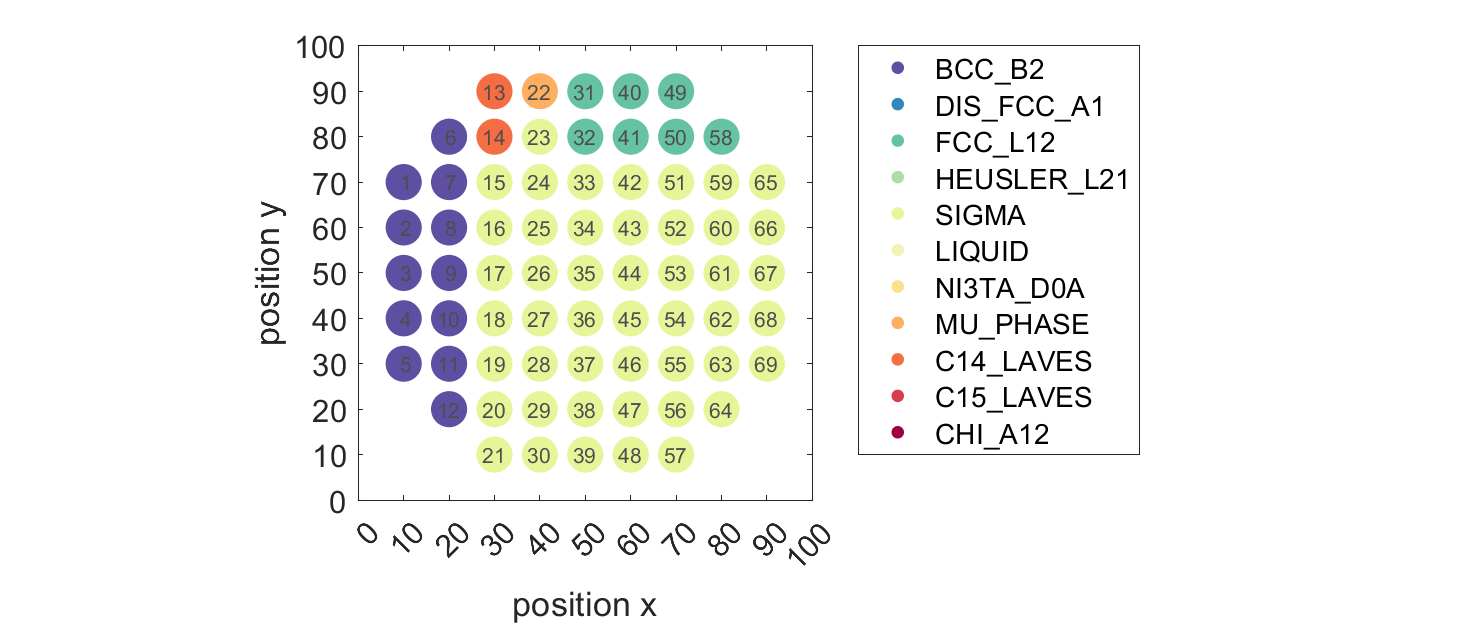 100
90 13 22 31 40 49
80 6 14 23 32 41 50 58
70 1 7 15 24 33 42 51 59 65
60 2 8 16 25 34 43 52 60 66
50 3 9 17 26 35 44 53 61 67
40 4 10 18 27 36 45 54 62 68
30 5 11 19 28 37 46 55 63 69
20 12 20 29 38 47 56 64
10 21 30 39 48 57
0
position y
0 10 20 30 40 50 60 70 80 90 100
position x
BCC_B2
DIS_FCC_A1
FCC_L12
HEUSLER_L21
SIGMA
LIQUID
NI3TA_D0A
MU_PHASE
C14_LAVES
C15_LAVES
CHI_A12